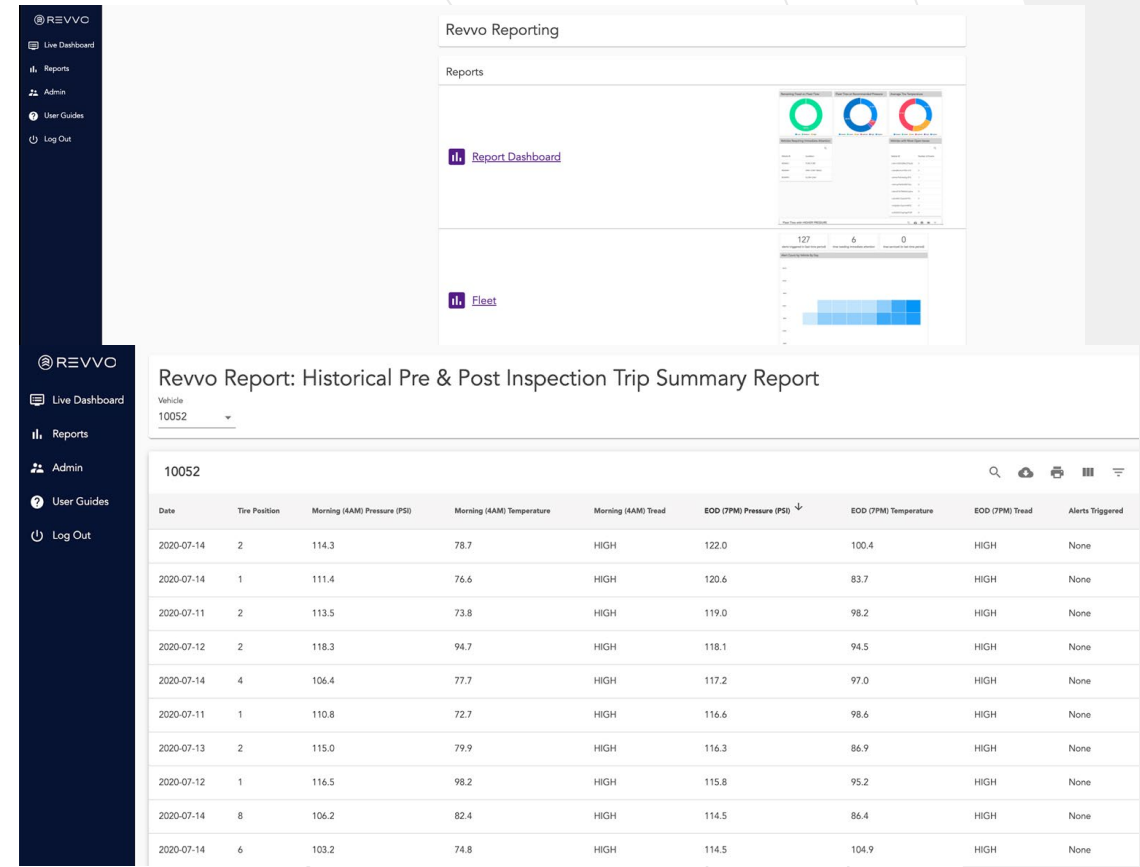 REVVO
Live Dashboard
Reports
Admin
User Guides
Log Out
Revvo Reporting
Reports
Report Dashboard
Fleet
127 6 0
REVVO
Live Dashboard
Reports
Admin
User Guides
Log Out
Revvo Report: Historical Pre & Post Inspection Trip Summary Report
Vehicle
10052
10052
Date Tire Position Morning (4AM) Pressure (PSI) Morning (4AM) Temperature Morning (4AM) Tread EOD (7PM) Pressure (PSI) EOD (7PM) Temperature EOD (7PM) Tread Alerts Triggered
2020-07-14 2 114.3 78.7 HIGH 122.0 100.4 HIGH None
2020-07-14 1 111.4 76.6 HIGH 120.6 83.7 HIGH None
2020-07-11 2 113.5 73.8 HIGH 119.0 98.2 HIGH None
2020-07-12 2 118.3 94.7 HIGH 118.1 94.5 HIGH None
2020-07-14 4 106.4 77.7 HIGH 117.2 97.0 HIGH None
2020-07-11 1 110.8 72.7 HIGH 116.6 98.6 HIGH None
2020-07-13 2 115.0 79.9 HIGH 116.3 86.9 HIGH None
2020-07-12 1 116.5 98.2 HIGH 115.8 95.2 HIGH None
2020-07-14 8 106.2 82.4 HIGH 114.5 86.4 HIGH None
2020-07-14 6 103.2 74.8 HIGH 114.5 104.9 HIGH None